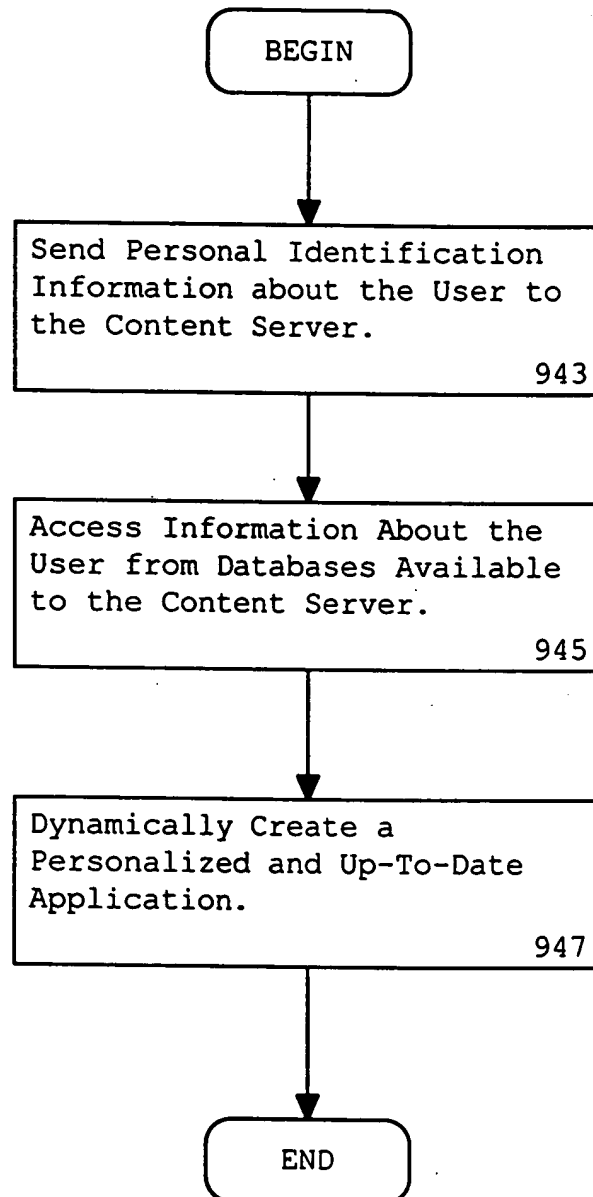 BEGIN
Send Personal Identification
Information about the User to
the Content Server.
943
Access Information About the
User from Databases Available
to the Content Server.
945
Dynamically Create a
Personalized and Up-To-Date
Application.
947
END